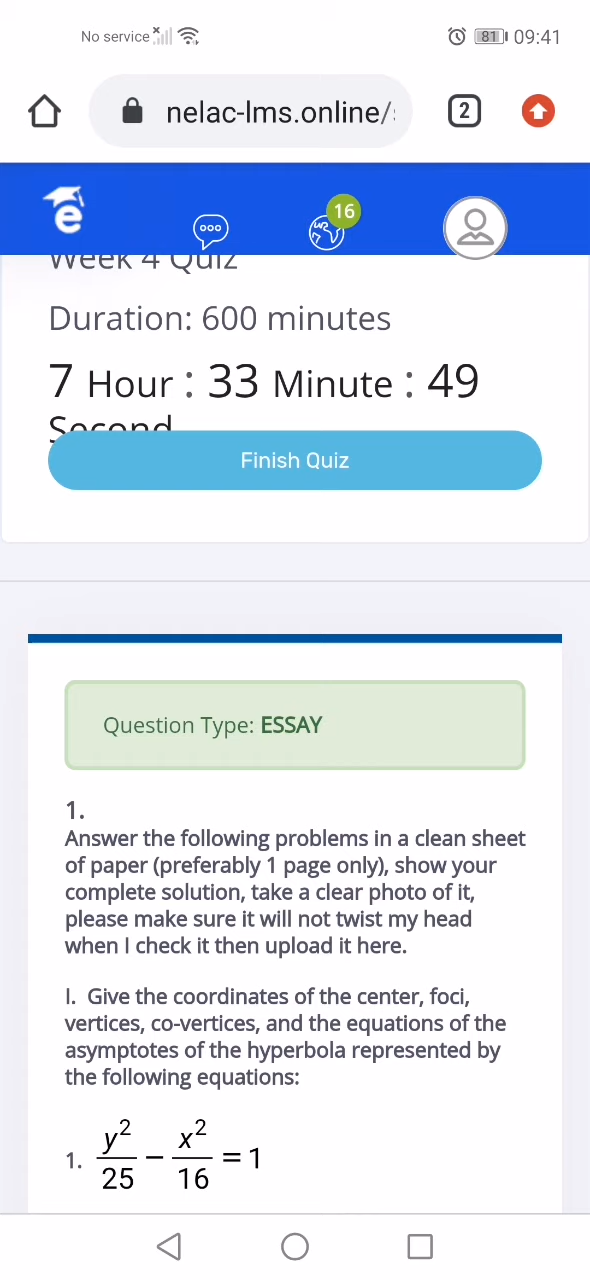 No service 81 09:41
nelac-lms.online/ 2
e 16
Week 4 Quiz
Duration: 600 minutes
7 Hour : 33 Minute : 49
Second
Finish Quiz
Question Type: ESSAY
1.
Answer the following problems in a clean sheet
of paper (preferably 1 page only), show your
complete solution, take a clear photo of it,
please make sure it will not twist my head
when I check it then upload it here.
I. Give the coordinates of the center, foci,
vertices, co-vertices, and the equations of the
asymptotes of the hyperbola represented by
the following equations:
1. y²/25 − x²/16 = 1